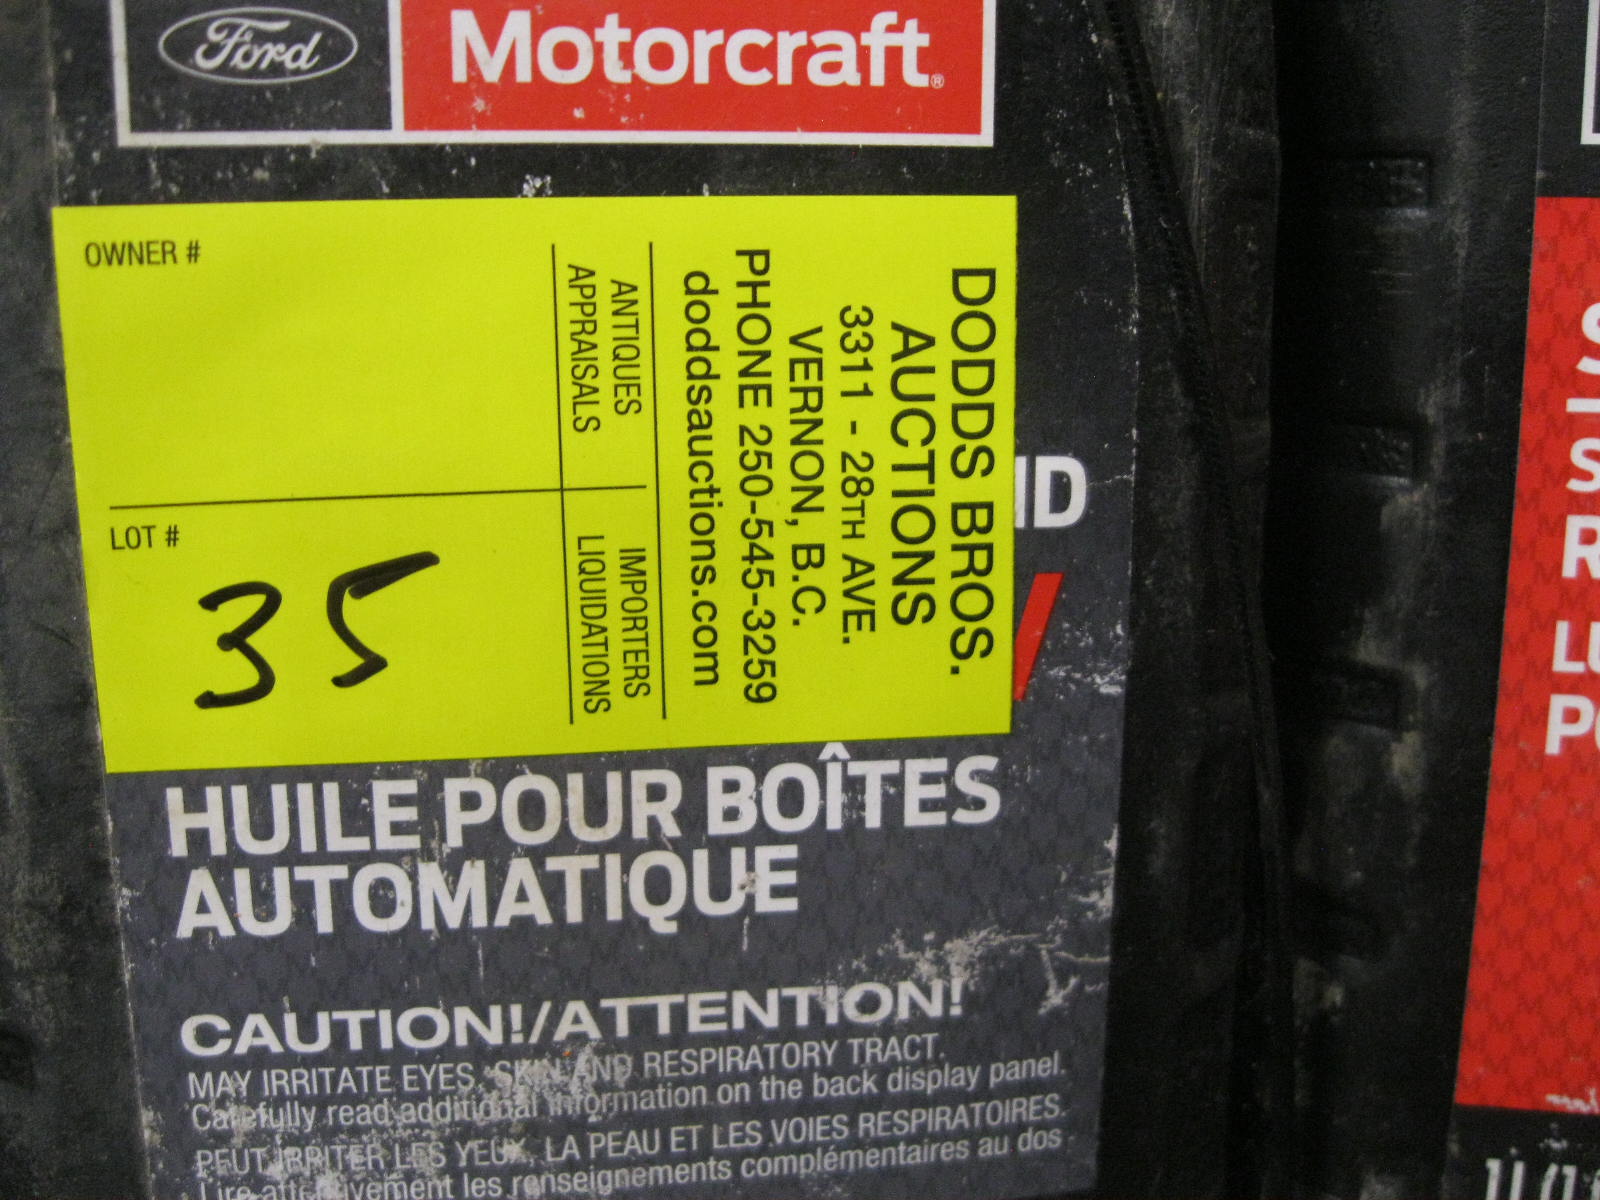 Ford
Motorcraft®
OWNER #
LOT #
35
DODDS BROS.
AUCTIONS
3311 - 28TH AVE.
VERNON, B.C.
PHONE 250-545-3259
doddsauctions.com
ANTIQUES
APPRAISALS
IMPORTERS
LIQUIDATIONS
HUILE POUR BOÎTES
AUTOMATIQUE
CAUTION!/ATTENTION!
MAY IRRITATE EYES, SKIN AND RESPIRATORY TRACT.
Carefully read additional information on the back display panel.
PEUT IRRITER LES YEUX, LA PEAU ET LES VOIES RESPIRATOIRES.
Lire attentivement les renseignements complémentaires au dos